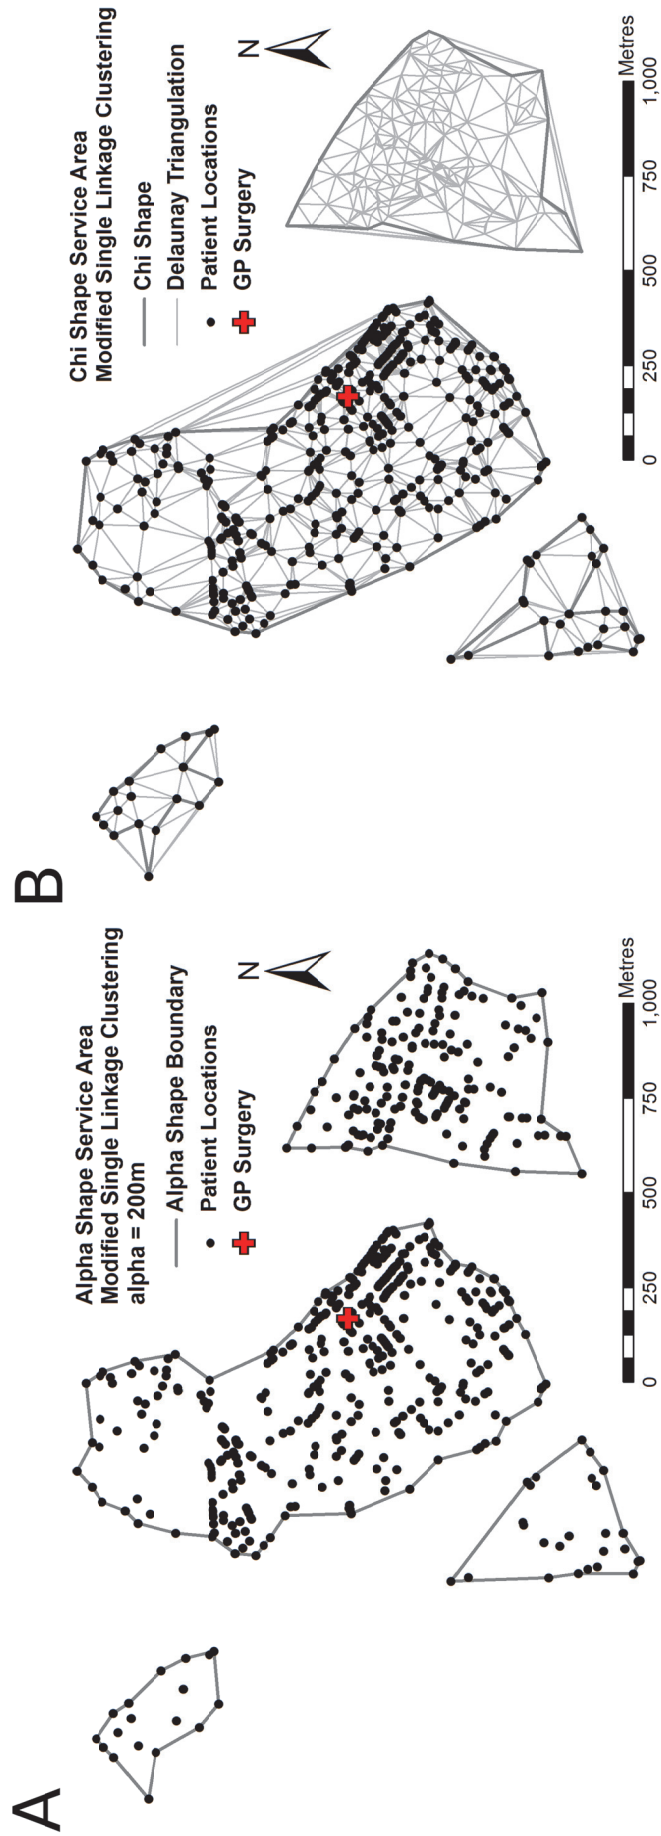 A
Alpha Shape Service Area
Modified Single Linkage Clustering
alpha = 200m
Alpha Shape Boundary
Patient Locations
GP Surgery
N
Metres
0 250 500 750 1,000
B
Chi Shape Service Area
Modified Single Linkage Clustering
Chi Shape
Delaunay Triangulation
Patient Locations
GP Surgery
N
Metres
0 250 500 750 1,000